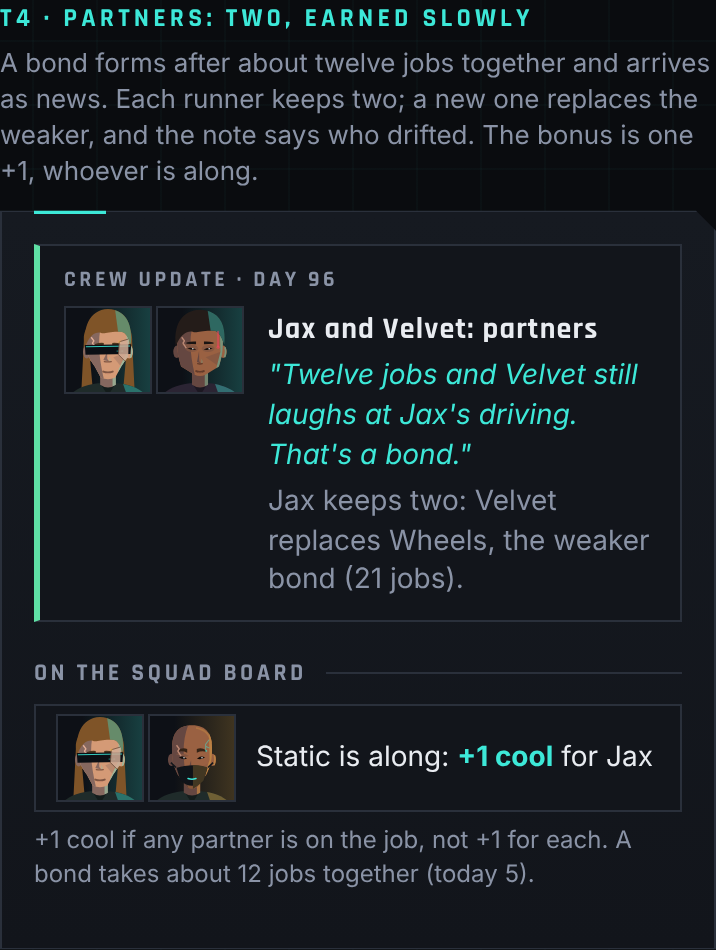 T4 · PARTNERS: TWO, EARNED SLOWLY
A bond forms after about twelve jobs together and arrives
as news. Each runner keeps two; a new one replaces the
weaker, and the note says who drifted. The bonus is one
+1, whoever is along.
CREW UPDATE · DAY 96
Jax and Velvet: partners
"Twelve jobs and Velvet still
laughs at Jax's driving.
That's a bond."
Jax keeps two: Velvet
replaces Wheels, the weaker
bond (21 jobs).
ON THE SQUAD BOARD
Static is along: +1 cool for Jax
+1 cool if any partner is on the job, not +1 for each. A
bond takes about 12 jobs together (today 5).